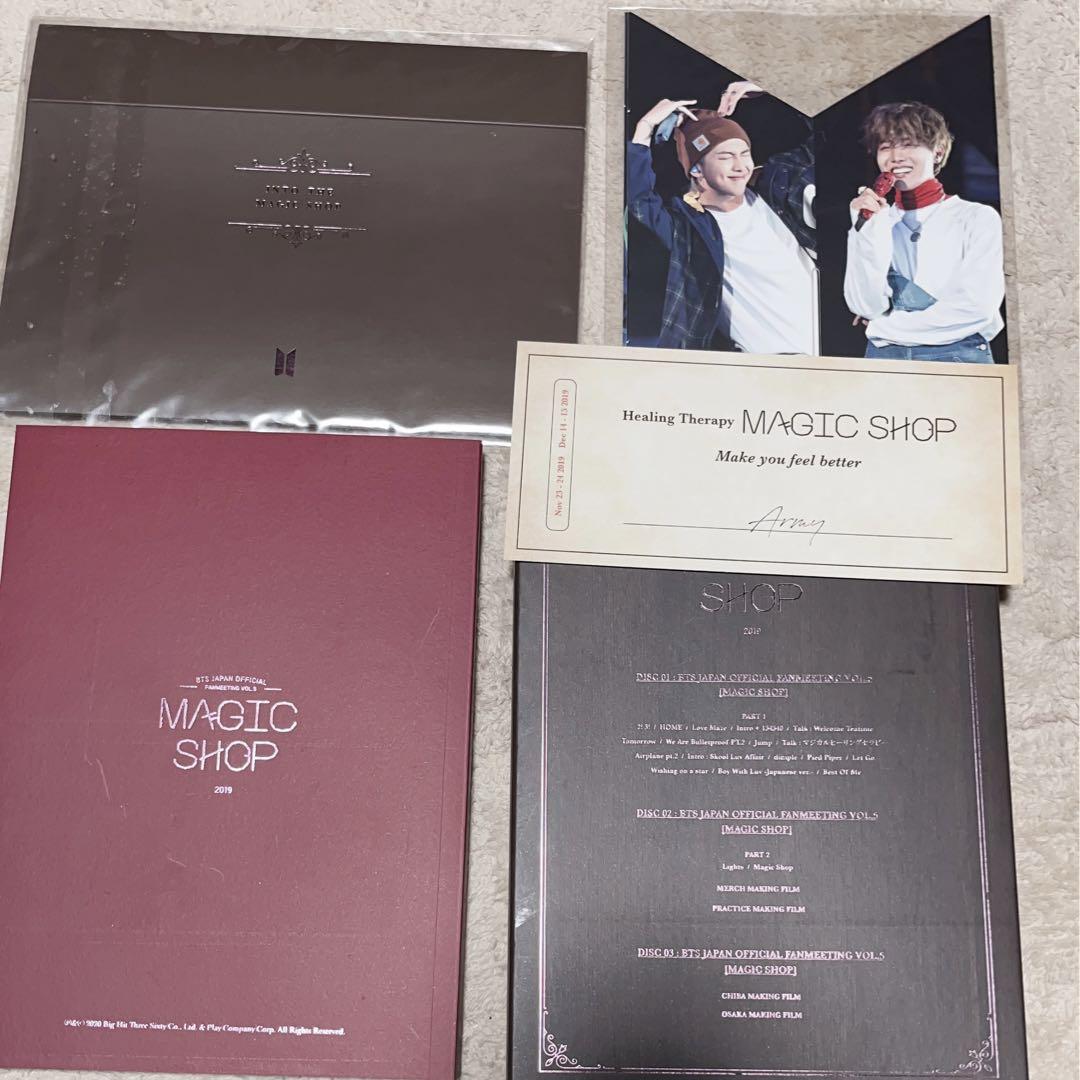 INTO THE
MAGIC SHOP
Nov 23 - 24 2019 Dec 14 - 15 2019
Healing Therapy MAGIC SHOP
Make you feel better
Army
BTS JAPAN OFFICIAL
FANMEETING VOL.5
MAGIC
SHOP
2019
2020 Big Hit Three Sixty Co., Ltd. & Play Company Corp. All Rights Reserved.
SHOP
2019
DISC 01 : BTS JAPAN OFFICIAL FANMEETING VOL.5
[MAGIC SHOP]
PART 1
2! 3! / HOME / Love Maze / Intro + 134340 / Talk : Welcome Teatime
Tomorrow / We Are Bulletproof PT.2 / Jump / Talk : マジカルヒーリングセラピー
Airplane pt.2 / Intro : Skool Luv Affair / dimple / Pied Piper / Let Go
Wishing on a star / Boy With Luv -Japanese ver.- / Best Of Me
DISC 02 : BTS JAPAN OFFICIAL FANMEETING VOL.5
[MAGIC SHOP]
PART 2
Lights / Magic Shop
MERCH MAKING FILM
PRACTICE MAKING FILM
DISC 03 : BTS JAPAN OFFICIAL FANMEETING VOL.5
[MAGIC SHOP]
CHIBA MAKING FILM
OSAKA MAKING FILM